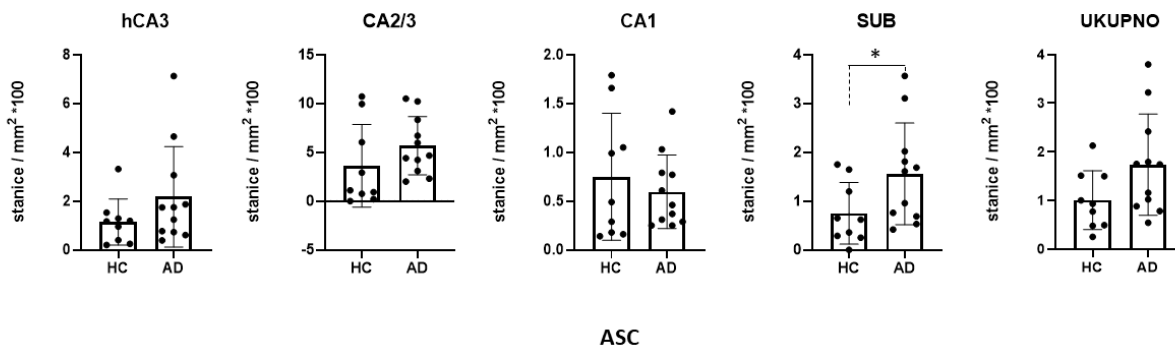 hCA3
CA2/3
CA1
SUB
UKUPNO
stanice / mm² *100
8
6
4
2
0
HC
AD
stanice / mm² *100
15
10
5
0
-5
HC
AD
stanice / mm² *100
2.0
1.5
1.0
0.5
0.0
HC
AD
stanice / mm² *100
4
3
2
1
0
*
HC
AD
stanice / mm² *100
4
3
2
1
0
HC
AD
ASC